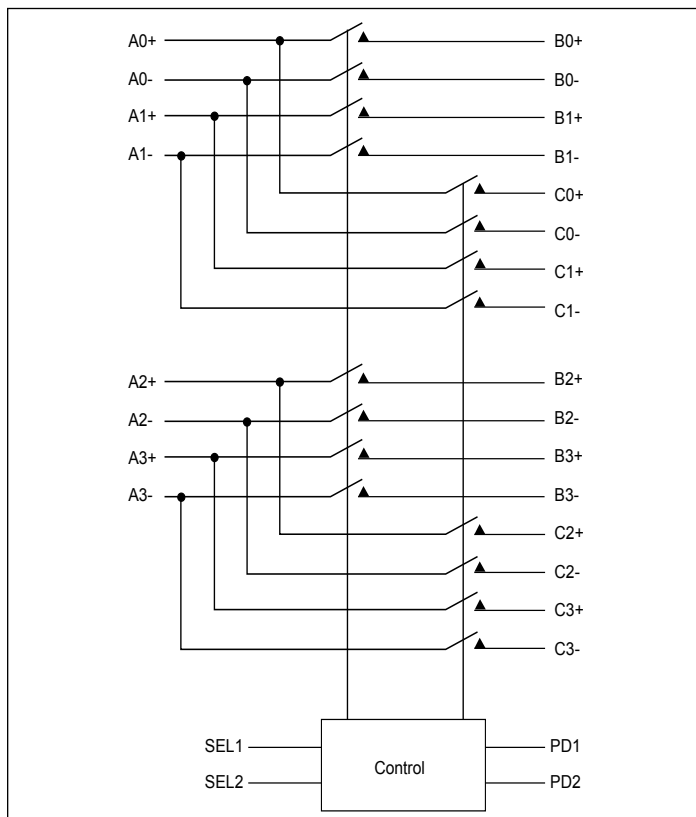 A0+ B0+
A0- B0-
A1+ B1+
A1- B1-
C0+
C0-
C1+
C1-
A2+ B2+
A2- B2-
A3+ B3+
A3- B3-
C2+
C2-
C3+
C3-
SEL1 Control PD1
SEL2 PD2